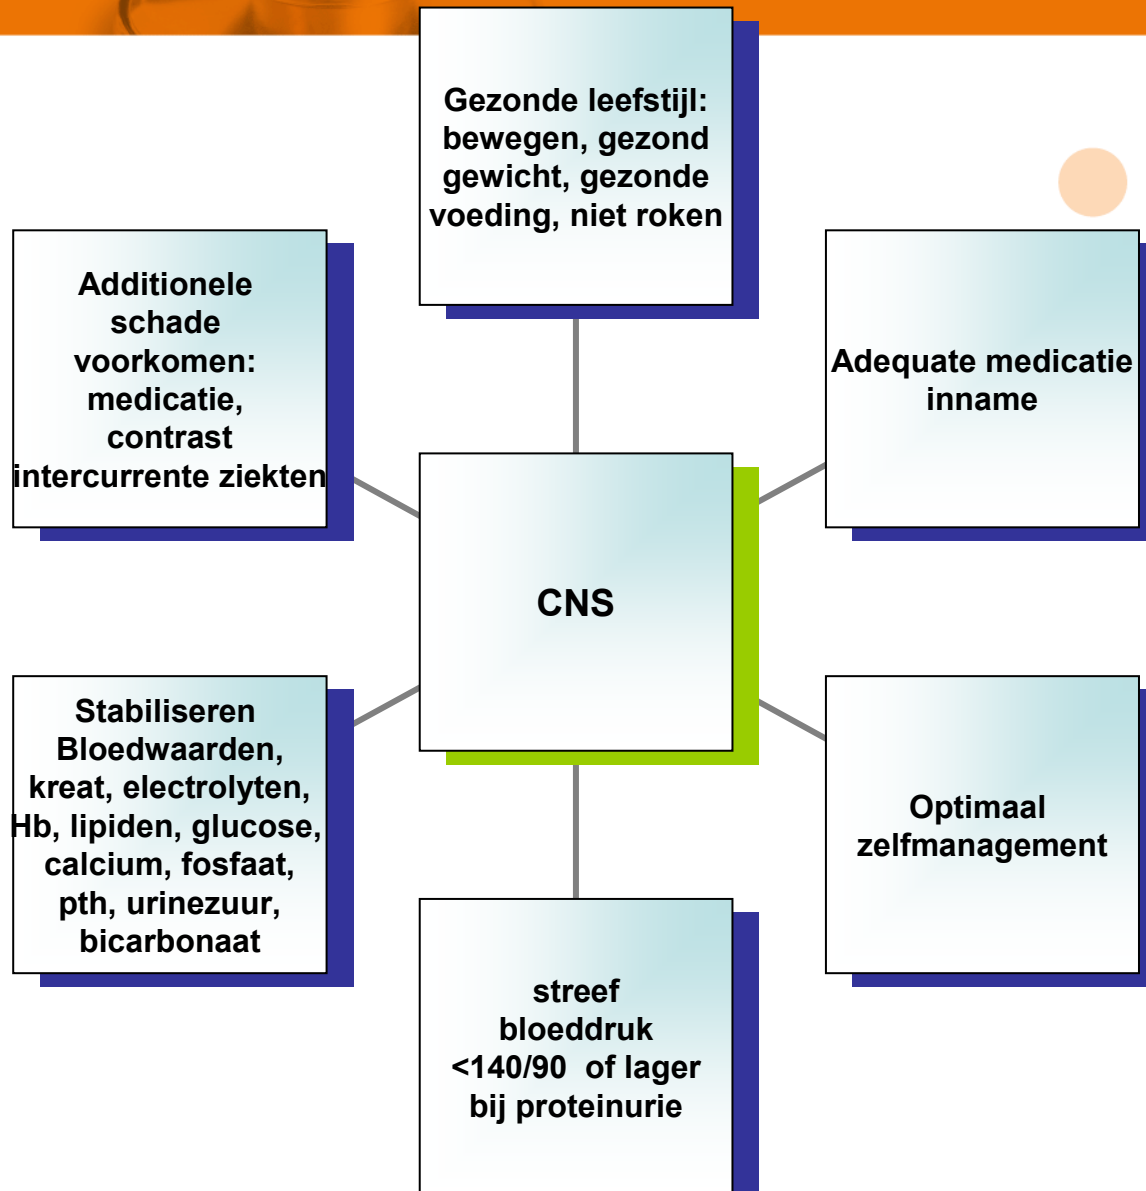 Gezonde leefstijl:
bewegen, gezond
gewicht, gezonde
voeding, niet roken
Additionele
schade
voorkomen:
medicatie,
contrast
intercurrente ziekten
Adequate medicatie
inname
CNS
Stabiliseren
Bloedwaarden,
kreat, electrolyten,
Hb, lipiden, glucose,
calcium, fosfaat,
pth, urinezuur,
bicarbonaat
Optimaal
zelfmanagement
streef
bloeddruk
<140/90 of lager
bij proteinurie